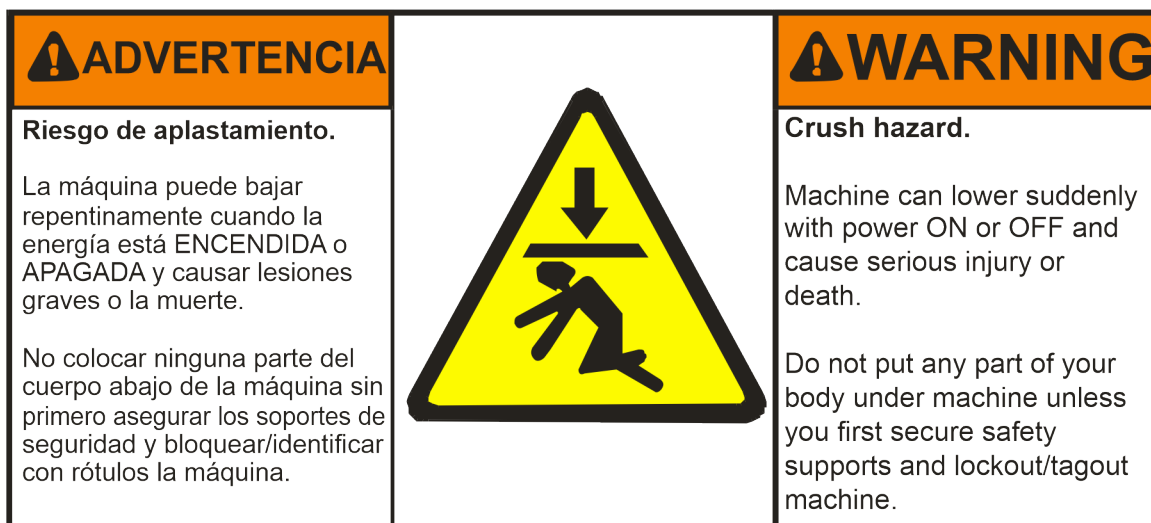 ADVERTENCIA
Riesgo de aplastamiento.
La máquina puede bajar
repentinamente cuando la
energía está ENCENDIDA o
APAGADA y causar lesiones
graves o la muerte.
No colocar ninguna parte del
cuerpo abajo de la máquina sin
primero asegurar los soportes de
seguridad y bloquear/identificar
con rótulos la máquina.
WARNING
Crush hazard.
Machine can lower suddenly
with power ON or OFF and
cause serious injury or
death.
Do not put any part of your
body under machine unless
you first secure safety
supports and lockout/tagout
machine.